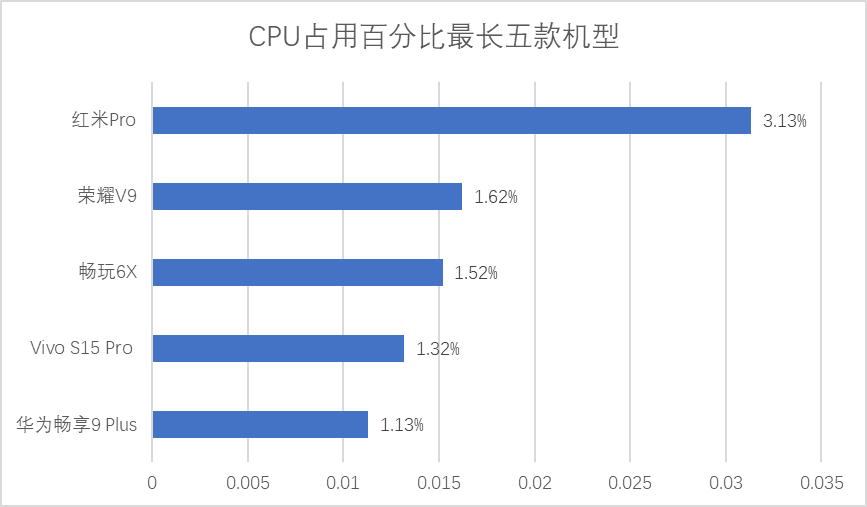 CPU占用百分比最长五款机型
红米Pro 3.13%
荣耀V9 1.62%
畅玩6X 1.52%
Vivo S15 Pro 1.32%
华为畅享9 Plus 1.13%
0 0.005 0.01 0.015 0.02 0.025 0.03 0.035